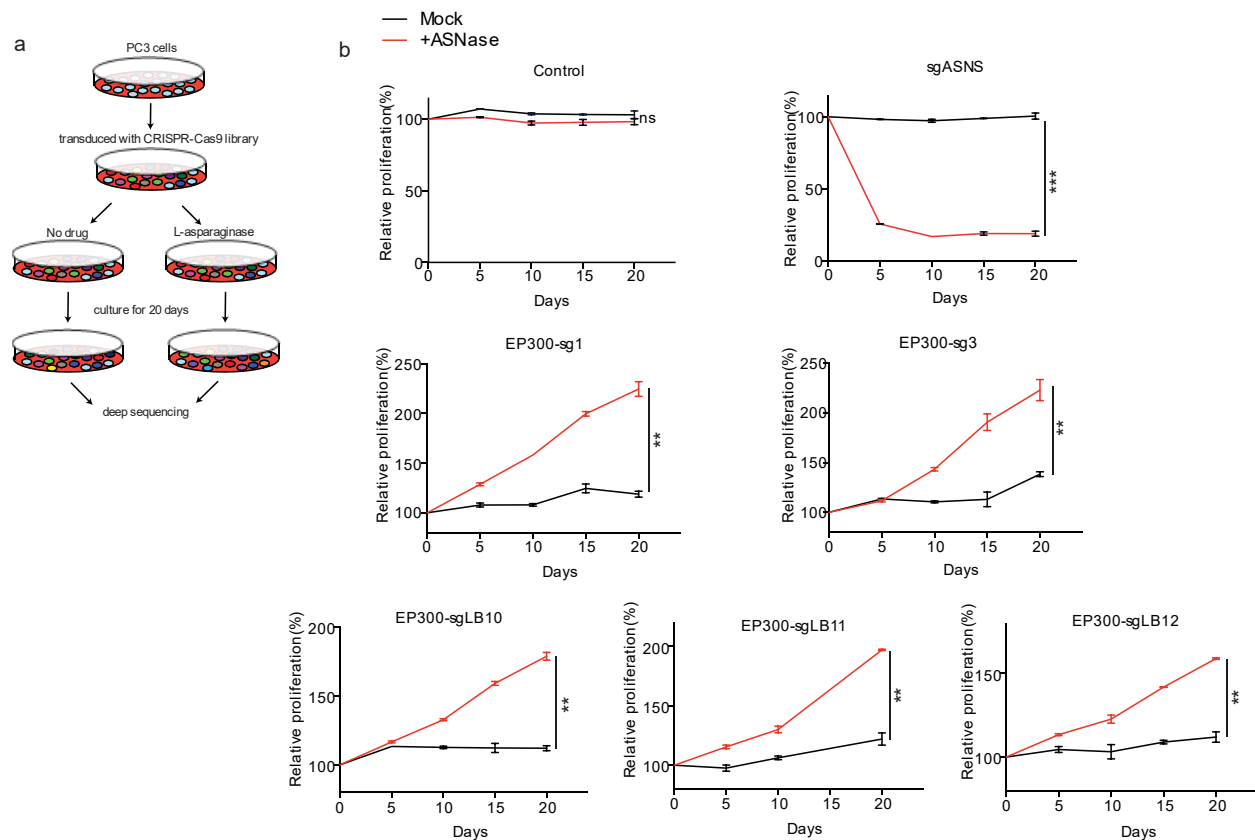 a
PC3 cells
transduced with CRISPR-Cas9 library
No drug
L-asparaginase
culture for 20 days
deep sequencing
b
Mock
+ASNase
Control
Relative proliferation(%)
100
50
0
ns
0 5 10 15 20
Days
sgASNS
Relative proliferation(%)
100
50
0
***
0 5 10 15 20
Days
EP300-sg1
Relative proliferation(%)
250
200
150
100
**
0 5 10 15 20
Days
EP300-sg3
Relative proliferation(%)
250
200
150
100
**
0 5 10 15 20
Days
EP300-sgLB10
Relative proliferation(%)
200
150
100
**
0 5 10 15 20
Days
EP300-sgLB11
Relative proliferation(%)
200
150
100
**
0 5 10 15 20
Days
EP300-sgLB12
Relative proliferation(%)
150
100
**
0 5 10 15 20
Days